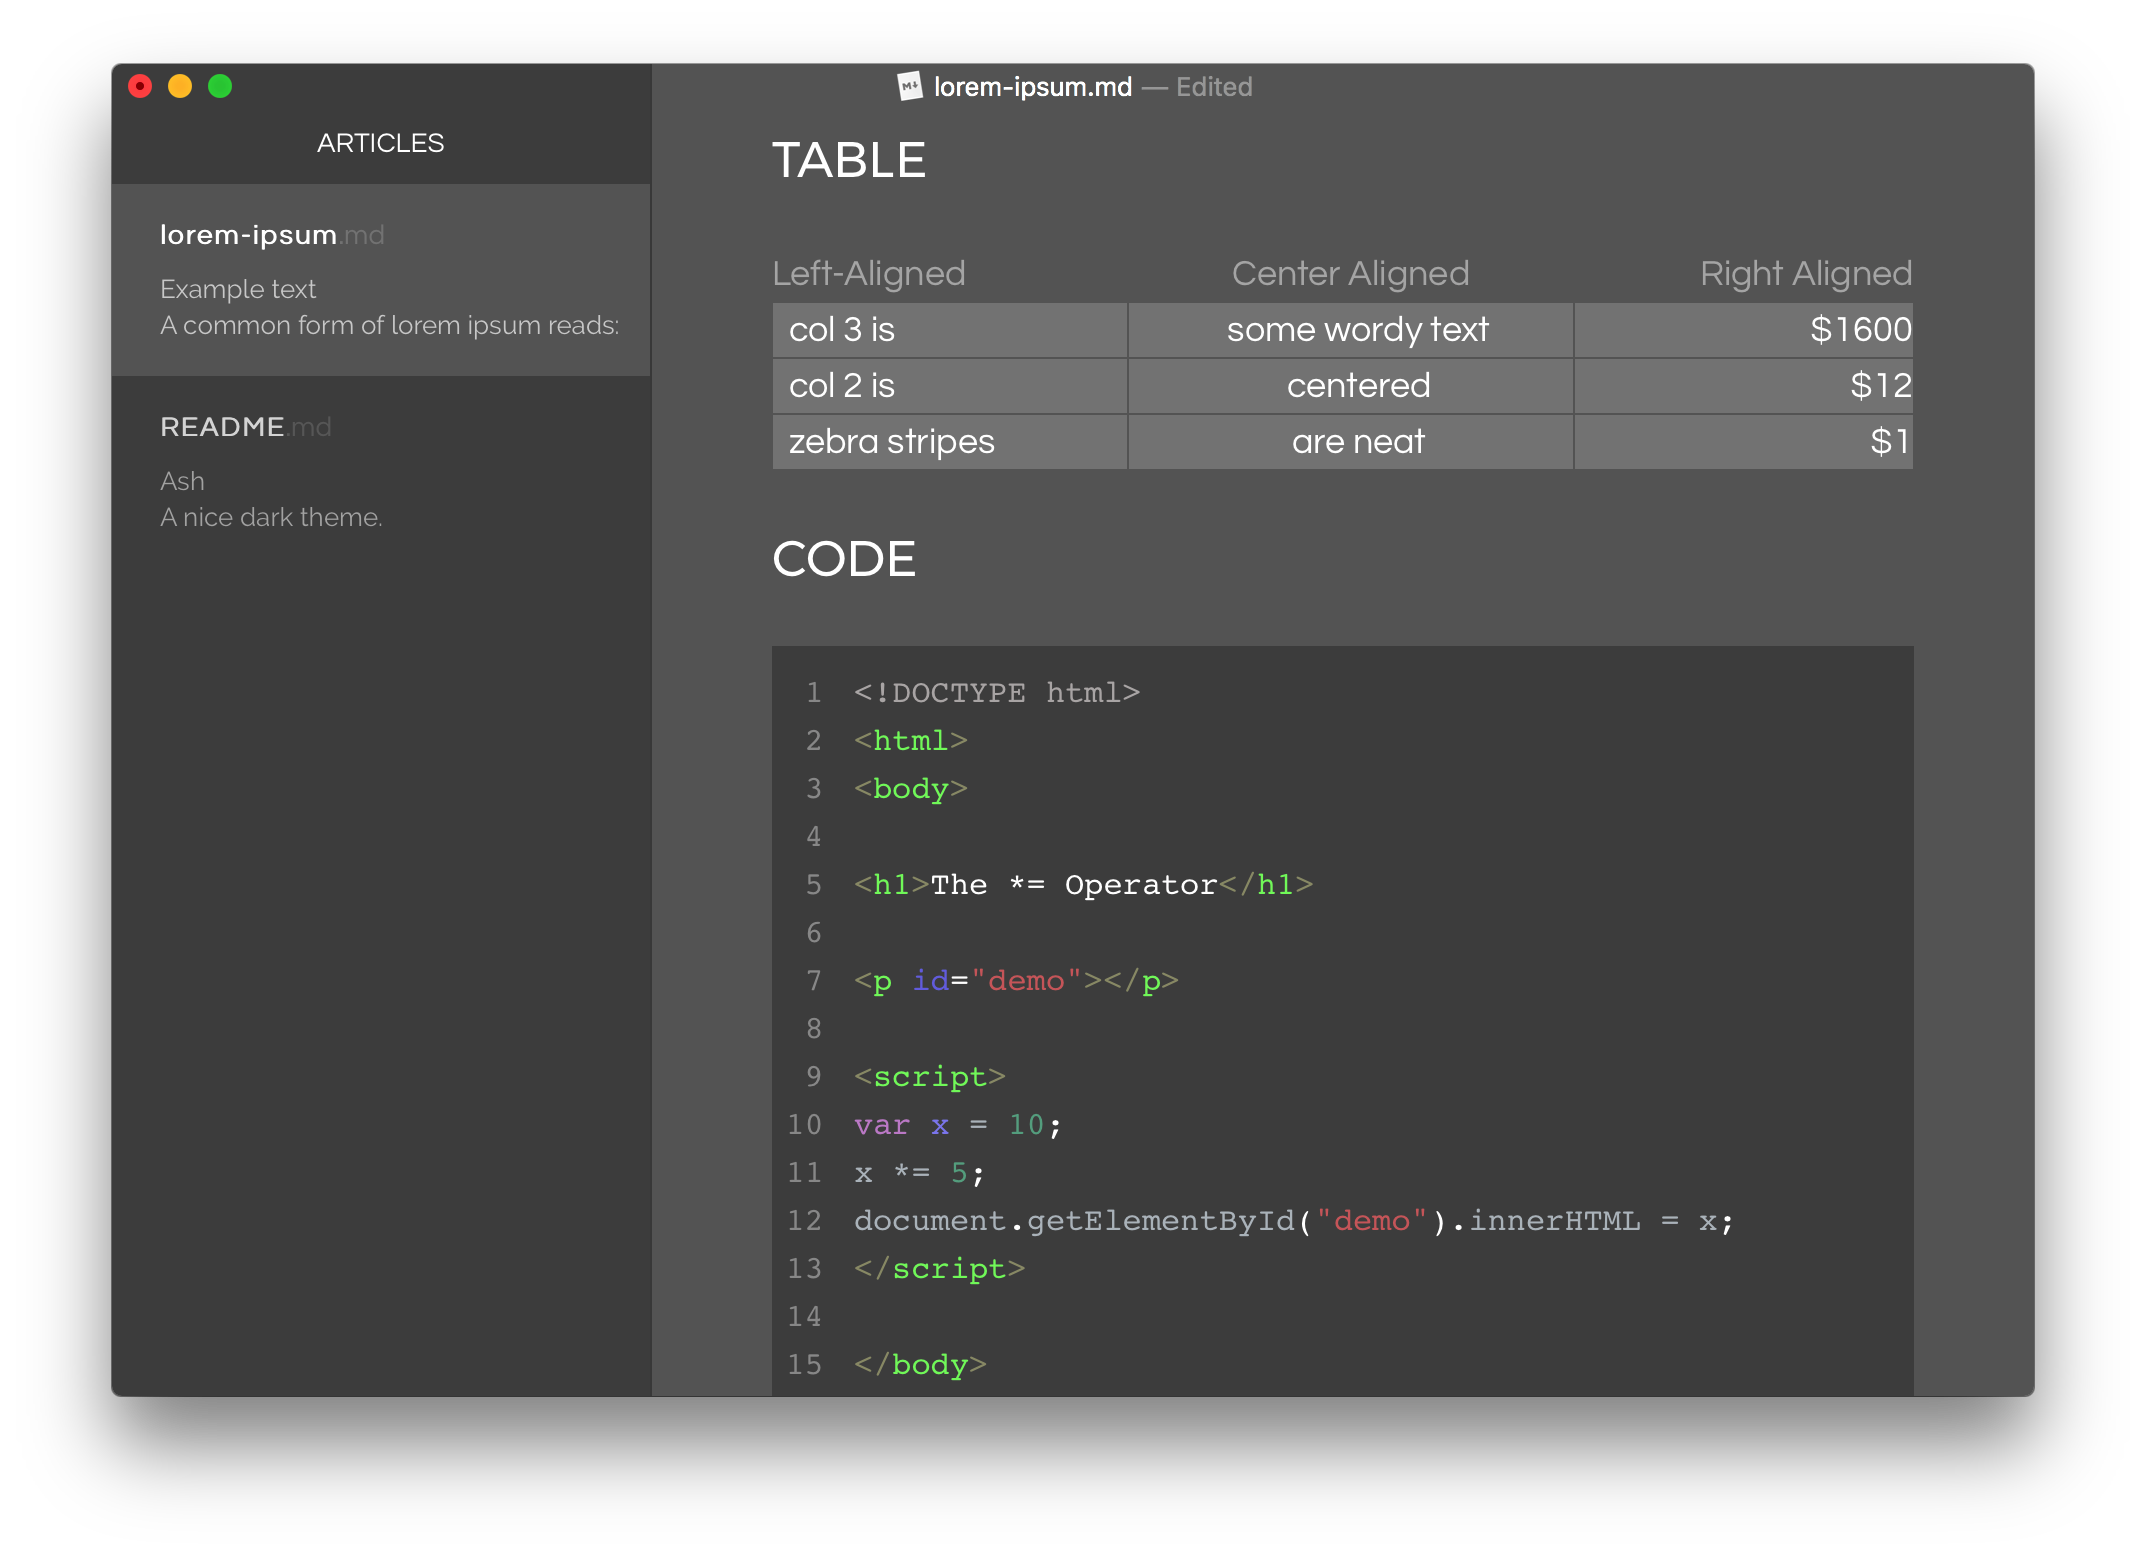 lorem-ipsum.md — Edited
ARTICLES
lorem-ipsum.md
Example text
A common form of lorem ipsum reads:
README.md
Ash
A nice dark theme.
TABLE
Left-Aligned Center Aligned Right Aligned
col 3 is some wordy text $1600
col 2 is centered $12
zebra stripes are neat $1
CODE
1 <!DOCTYPE html>
2 <html>
3 <body>
4
5 <h1>The *= Operator</h1>
6
7 <p id="demo"></p>
8
9 <script>
10 var x = 10;
11 x *= 5;
12 document.getElementById("demo").innerHTML = x;
13 </script>
14
15 </body>